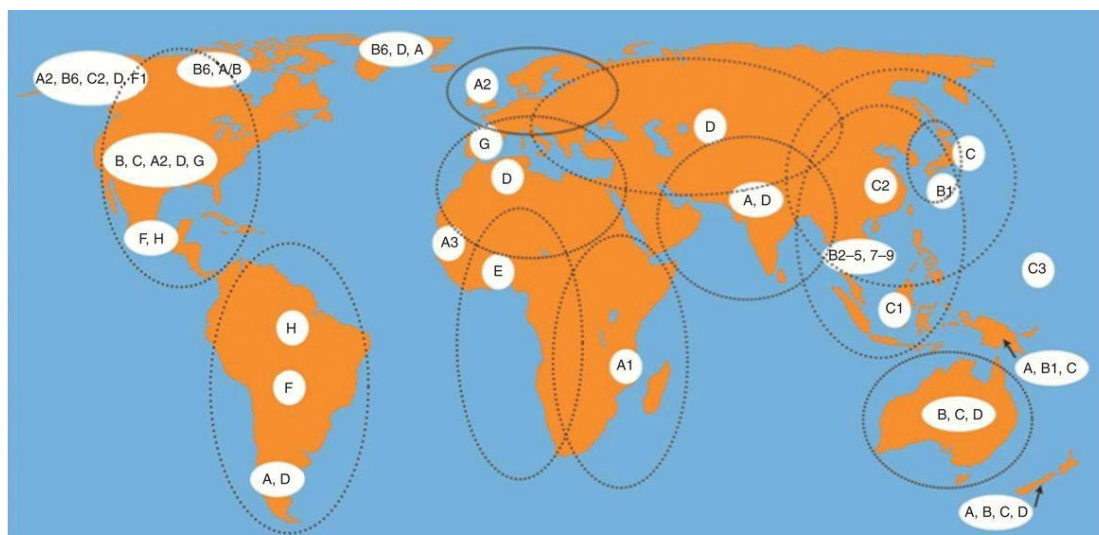 B6, D, A
A2, B6, C2, D, F1
B6, A/B
A2
D
G
B, C, A2, D, G
C
D
C2
B1
A, D
F, H
A3
B2–5, 7–9
E
C3
C1
H
A1
A, B1, C
F
B, C, D
A, D
A, B, C, D